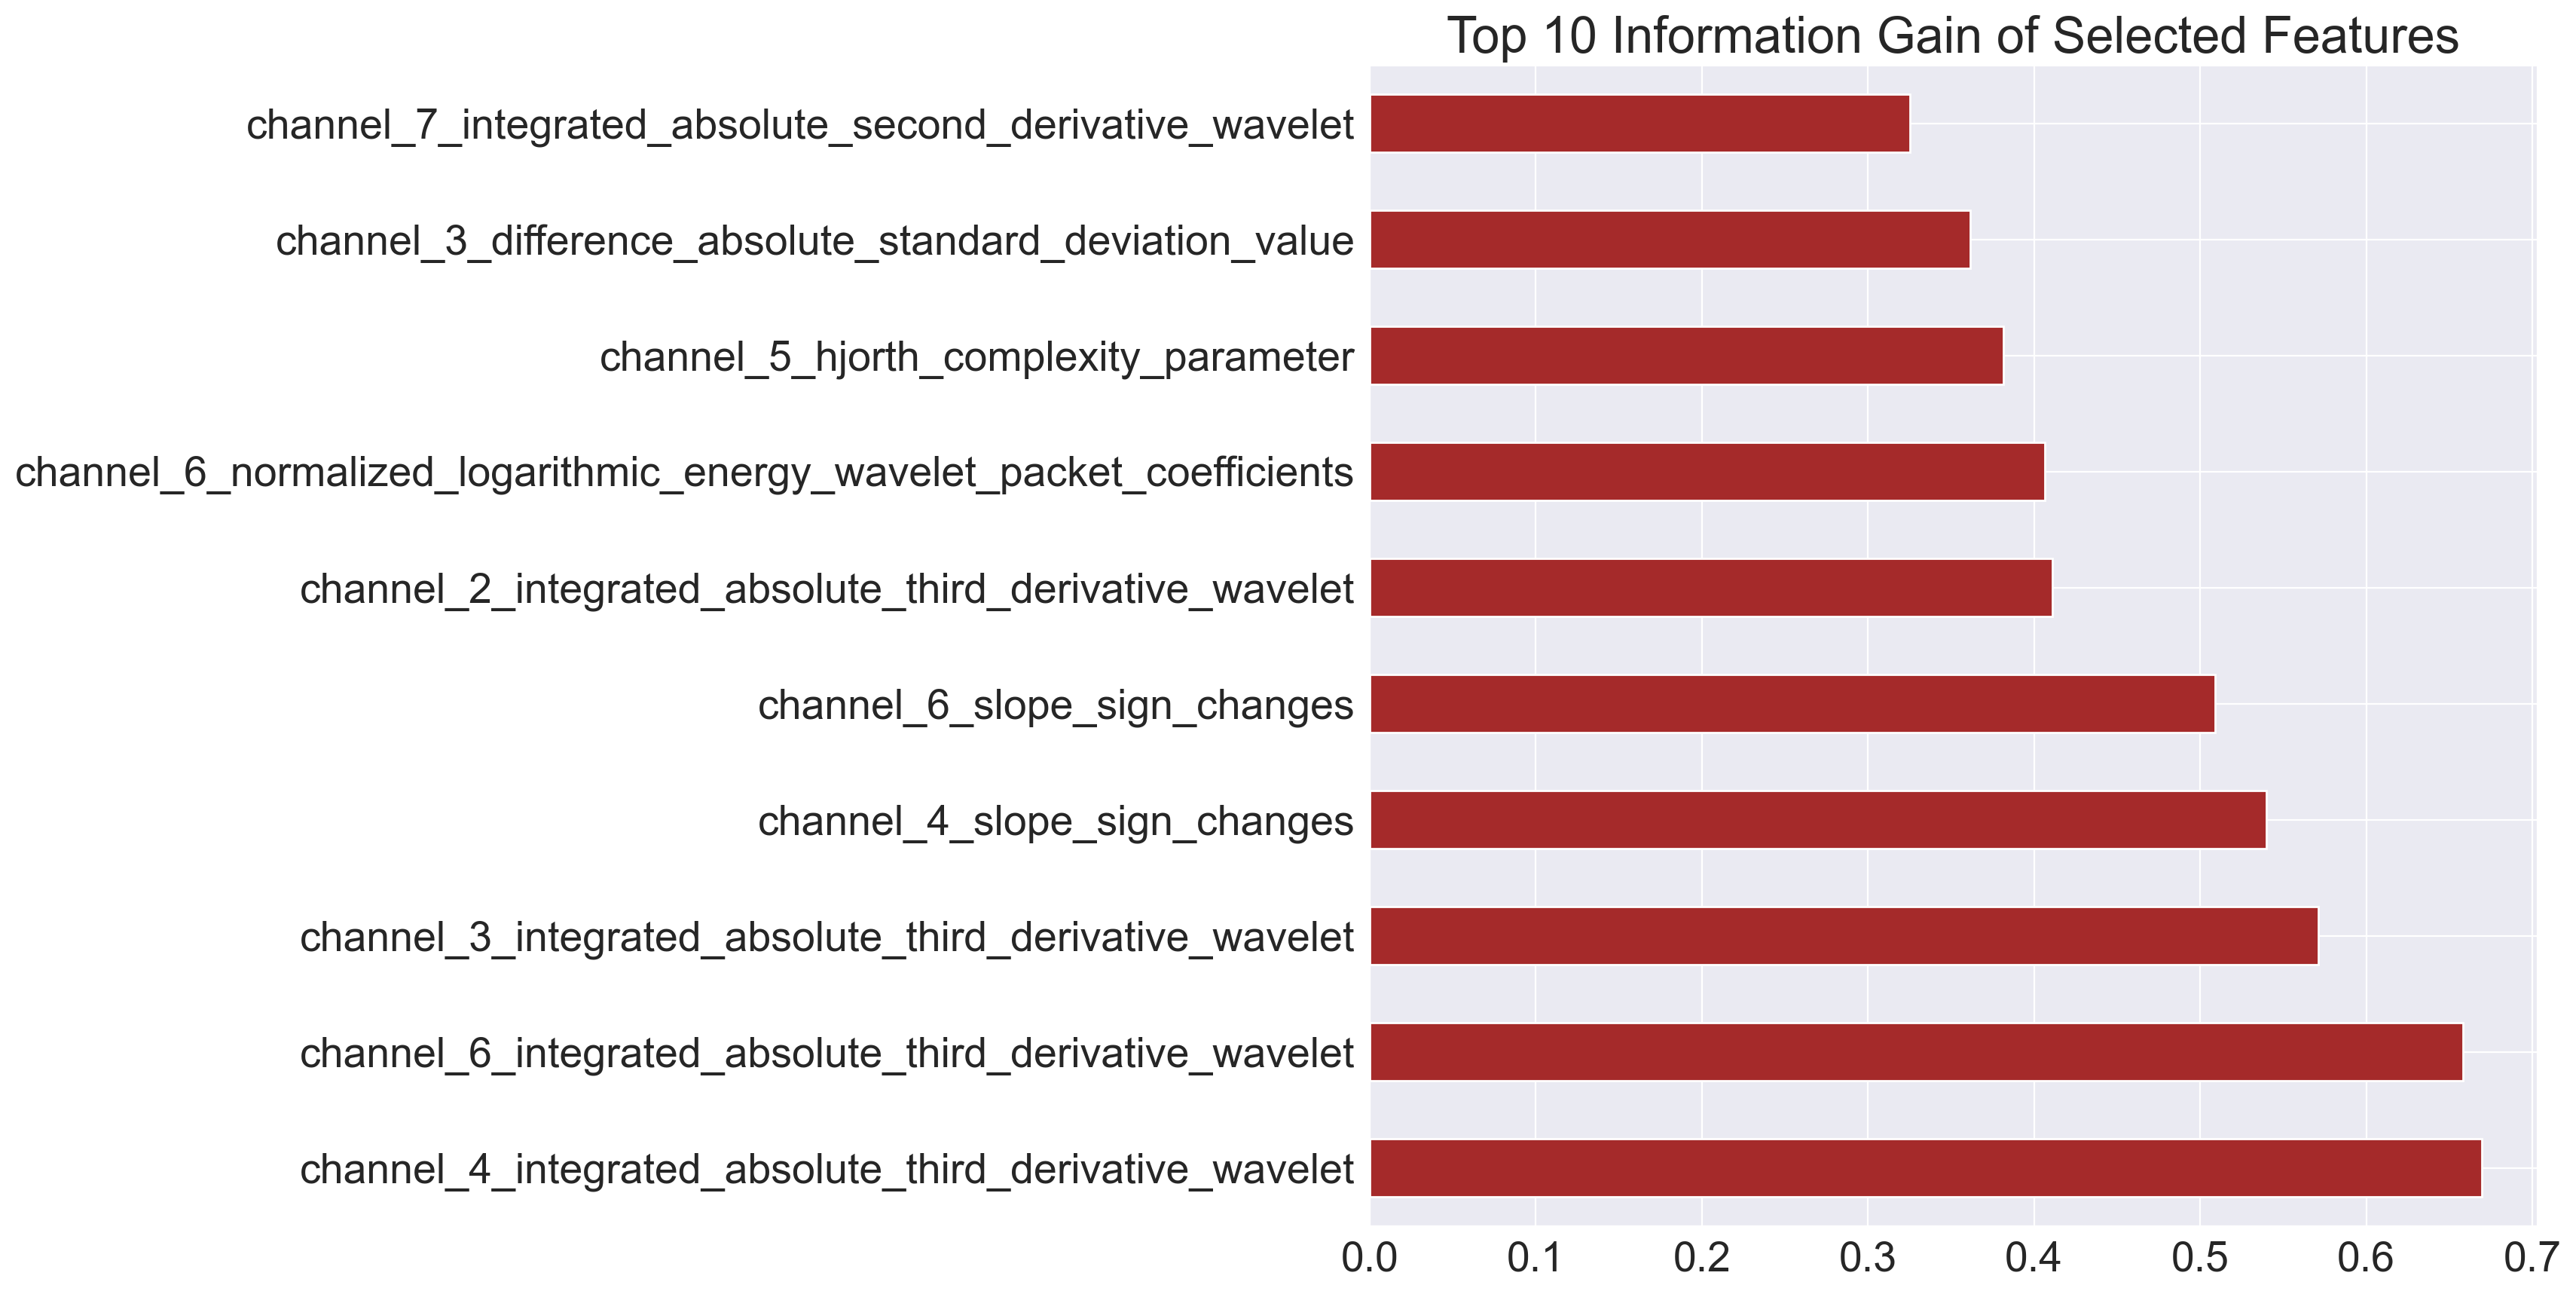 Top 10 Information Gain of Selected Features
channel_7_integrated_absolute_second_derivative_wavelet
channel_3_difference_absolute_standard_deviation_value
channel_5_hjorth_complexity_parameter
channel_6_normalized_logarithmic_energy_wavelet_packet_coefficients
channel_2_integrated_absolute_third_derivative_wavelet
channel_6_slope_sign_changes
channel_4_slope_sign_changes
channel_3_integrated_absolute_third_derivative_wavelet
channel_6_integrated_absolute_third_derivative_wavelet
channel_4_integrated_absolute_third_derivative_wavelet
0.0 0.1 0.2 0.3 0.4 0.5 0.6 0.7